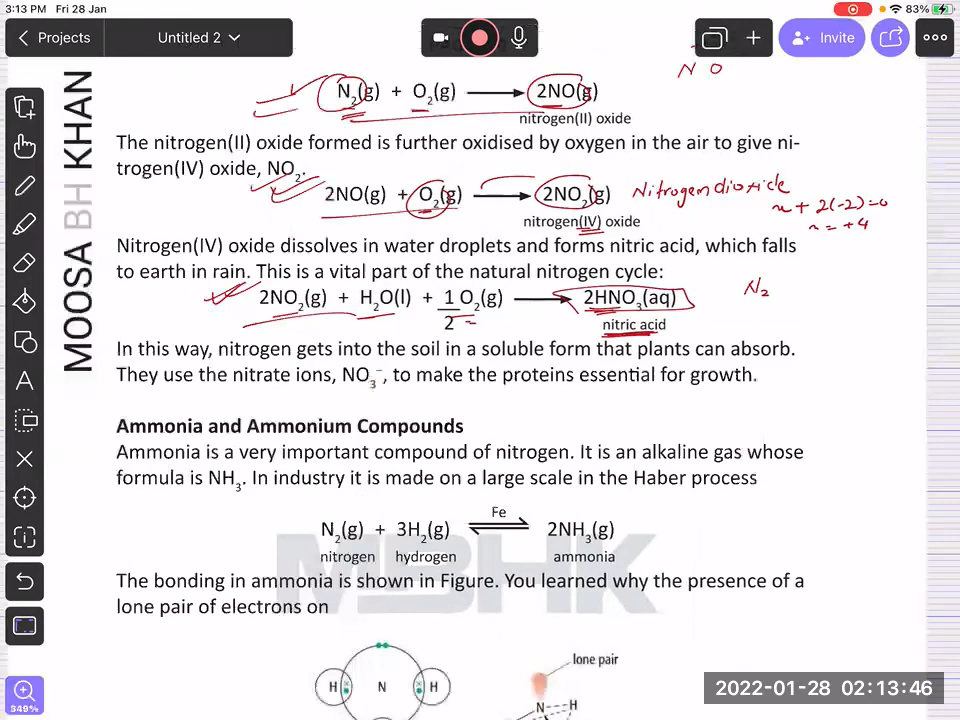 3:13 PM Fri 28 Jan
83%
Projects
Untitled 2
Invite
N O
N₂(g) + O₂(g) ⟶ 2NO(g)
nitrogen(II) oxide
The nitrogen(II) oxide formed is further oxidised by oxygen in the air to give ni-
trogen(IV) oxide, NO₂.
2NO(g) + O₂(g) ⟶ 2NO₂(g)
Nitrogendioxide
nitrogen(IV) oxide
x + 2(-2)=0
x = +4
Nitrogen(IV) oxide dissolves in water droplets and forms nitric acid, which falls
to earth in rain. This is a vital part of the natural nitrogen cycle:
2NO₂(g) + H₂O(l) + 1/2 O₂(g) ⟶ 2HNO₃(aq)
N₂
nitric acid
In this way, nitrogen gets into the soil in a soluble form that plants can absorb.
They use the nitrate ions, NO₃⁻, to make the proteins essential for growth.
Ammonia and Ammonium Compounds
Ammonia is a very important compound of nitrogen. It is an alkaline gas whose
formula is NH₃. In industry it is made on a large scale in the Haber process
Fe
N₂(g) + 3H₂(g) ⇌ 2NH₃(g)
nitrogen hydrogen ammonia
The bonding in ammonia is shown in Figure. You learned why the presence of a
lone pair of electrons on
lone pair
H N H
N H
MOOSA BH KHAN
MBHK
A
349%
2022-01-28 02:13:46